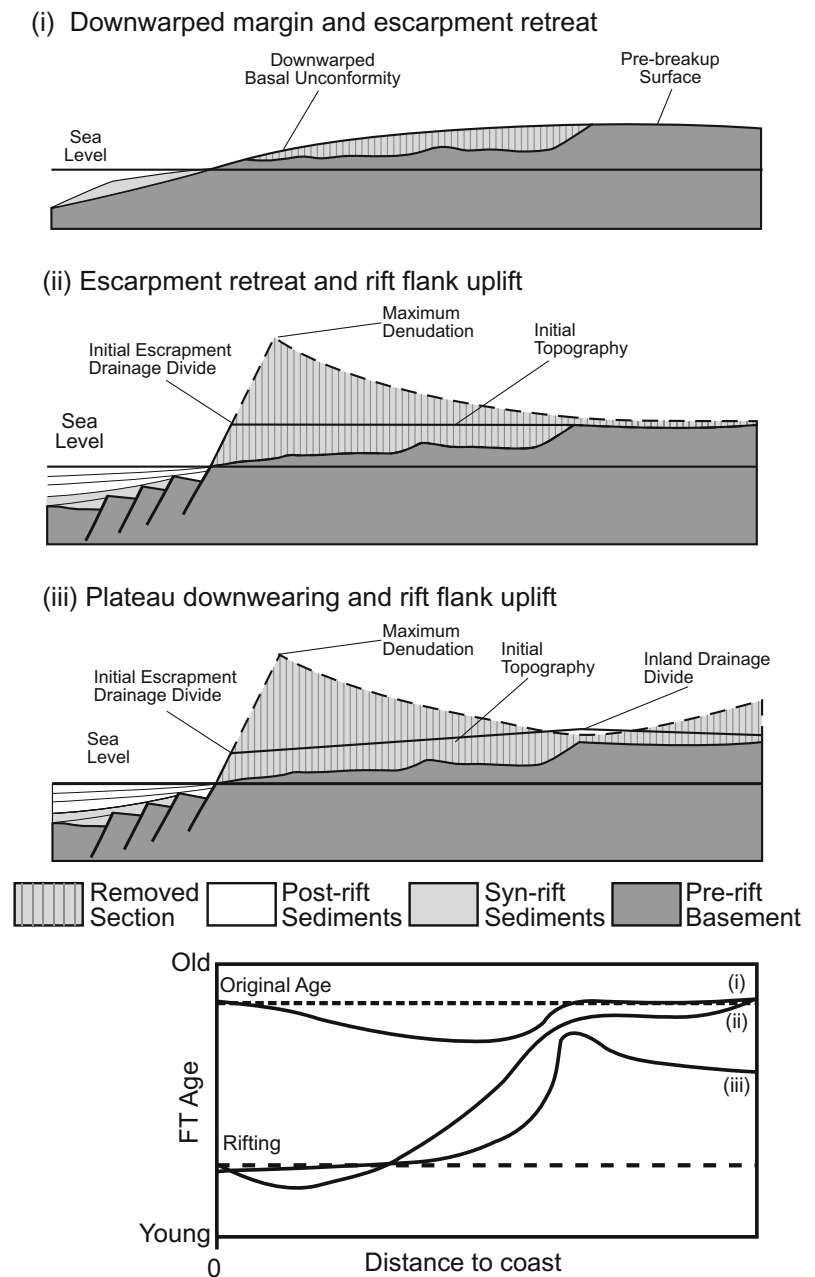 (i) Downwarped margin and escarpment retreat
Downwarped
Basal Unconformity
Pre-breakup
Surface
Sea
Level
(ii) Escarpment retreat and rift flank uplift
Maximum
Denudation
Initial Escrapment
Drainage Divide
Initial
Topography
Sea
Level
(iii) Plateau downwearing and rift flank uplift
Maximum
Denudation
Initial
Topography
Inland Drainage
Divide
Initial Escrapment
Drainage Divide
Sea
Level
Removed
Section
Post-rift
Sediments
Syn-rift
Sediments
Pre-rift
Basement
Old
Original Age
(i)
(ii)
(iii)
FT Age
Rifting
Young
0
Distance to coast